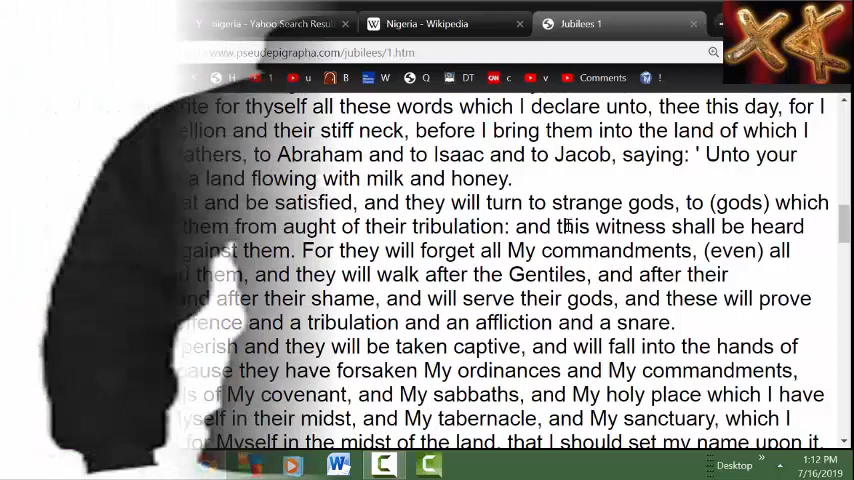 nigeria - Yahoo Search Resul
Nigeria - Wikipedia
Jubilees 1
www.pseudepigrapha.com/jubilees/1.htm
H
u
B
We
Q
DT
c
v
Comments
XK
rite for thyself all these words which I declare unto, thee this day, for I
ellion and their stiff neck, before I bring them into the land of which I
athers, to Abraham and to Isaac and to Jacob, saying: ' Unto your
a land flowing with milk and honey.
at and be satisfied, and they will turn to strange gods, to (gods) which
them from aught of their tribulation: and this witness shall be heard
against them. For they will forget all My commandments, (even) all
d them, and they will walk after the Gentiles, and after their
and after their shame, and will serve their gods, and these will prove
ffence and a tribulation and an affliction and a snare.
perish and they will be taken captive, and will fall into the hands of
cause they have forsaken My ordinances and My commandments,
ls of My covenant, and My sabbaths, and My holy place which I have
yself in their midst, and My tabernacle, and My sanctuary, which I
for Myself in the midst of the land, that I should set my name upon it,
Desktop
1:12 PM
7/16/2019